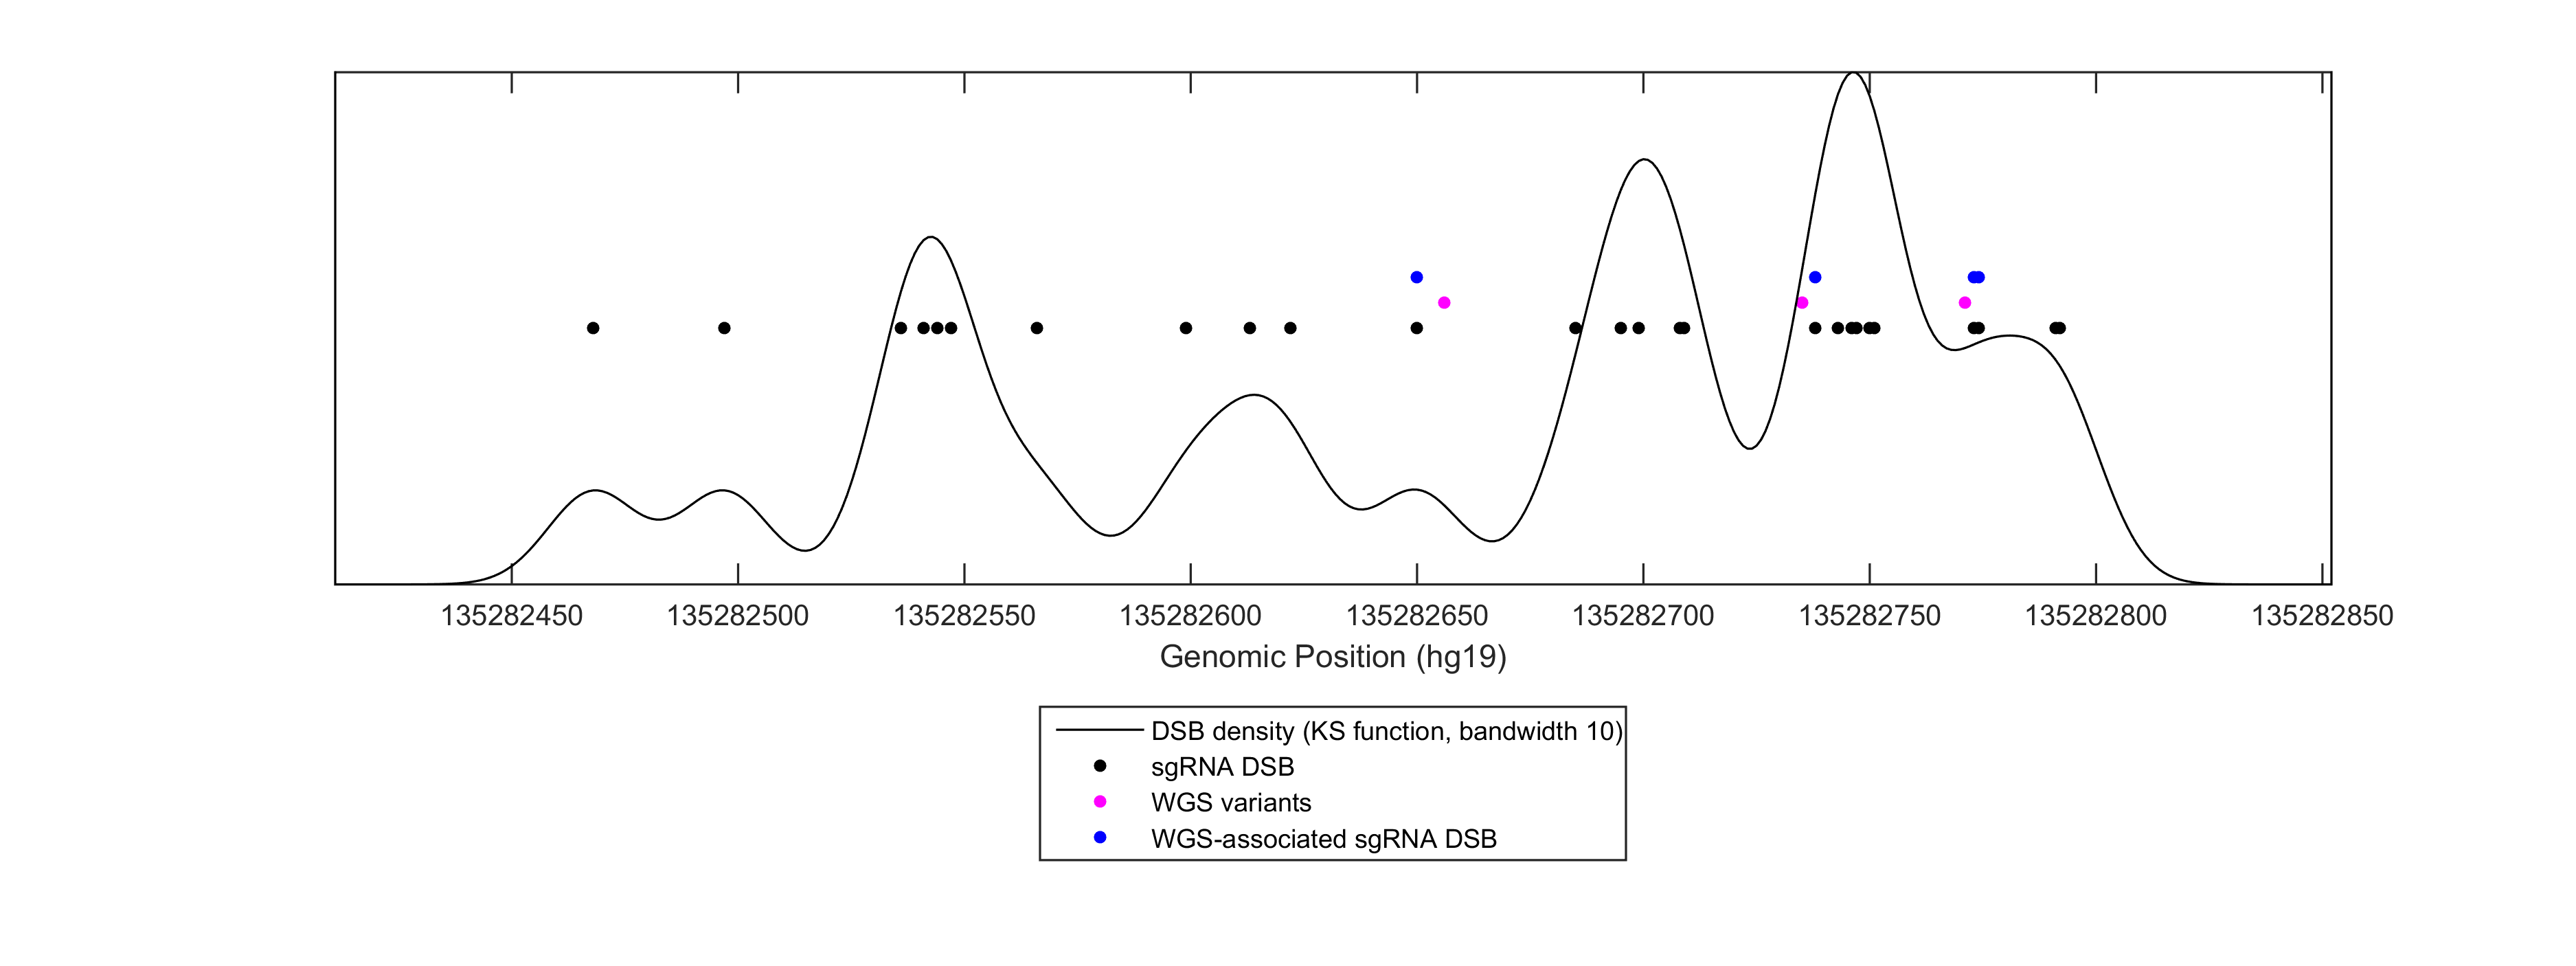 135282450 135282500 135282550 135282600 135282650 135282700 135282750 135282800 135282850
Genomic Position (hg19)
DSB density (KS function, bandwidth 10)
sgRNA DSB
WGS variants
WGS-associated sgRNA DSB